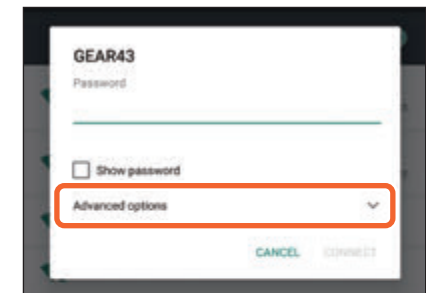 GEAR43
Password
Show password
Advanced options
CANCEL CONNECT